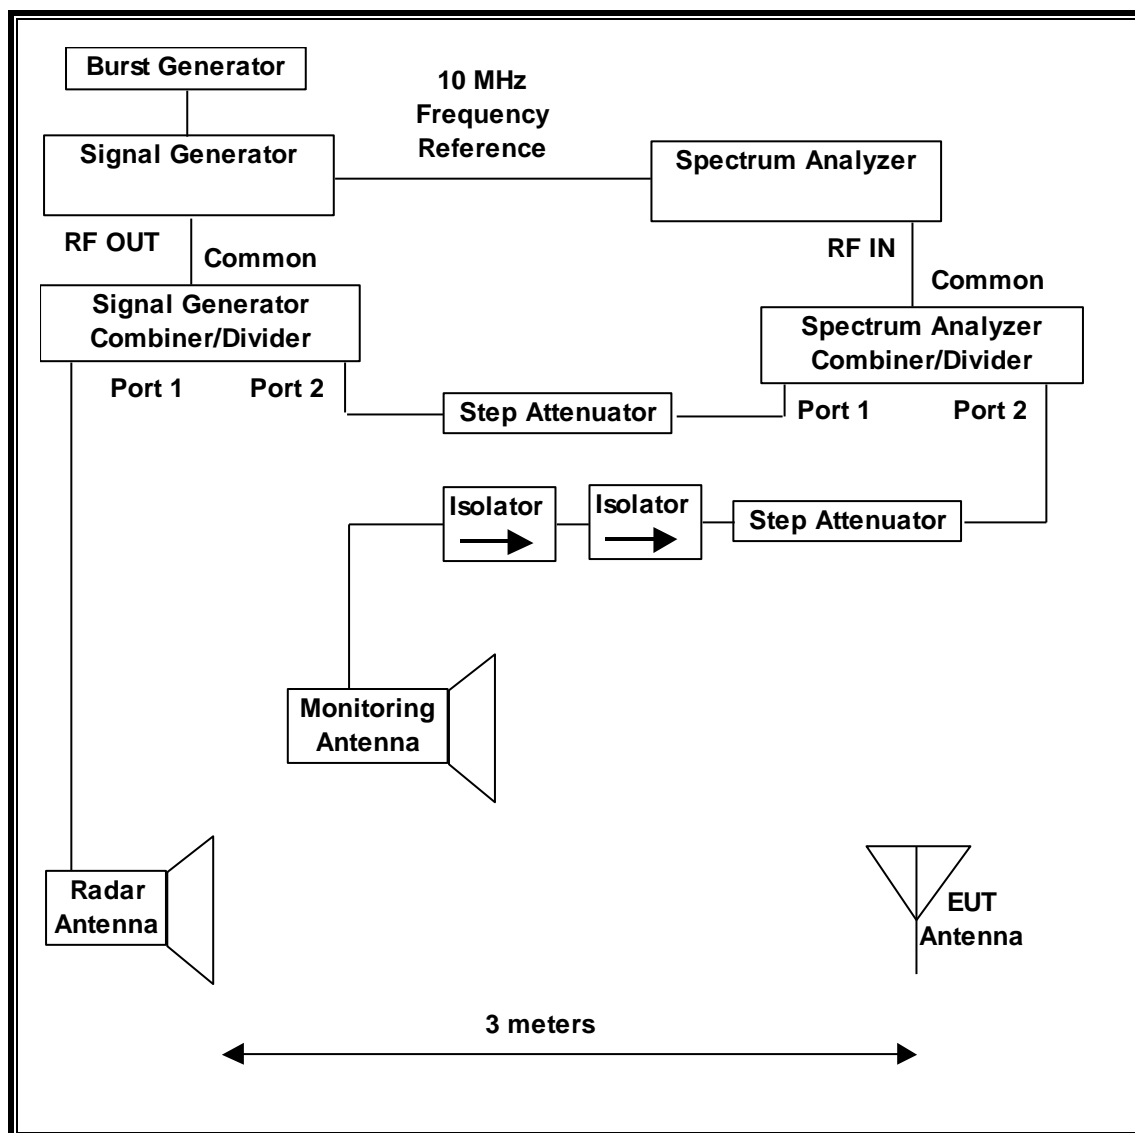 Burst Generator
10 MHz
Frequency
Reference
Signal Generator
Spectrum Analyzer
RF OUT
Common
RF IN
Common
Signal Generator
Combiner/Divider
Spectrum Analyzer
Combiner/Divider
Port 1
Port 2
Step Attenuator
Port 1
Port 2
Isolator
Isolator
Step Attenuator
Monitoring
Antenna
Radar
Antenna
EUT
Antenna
3 meters